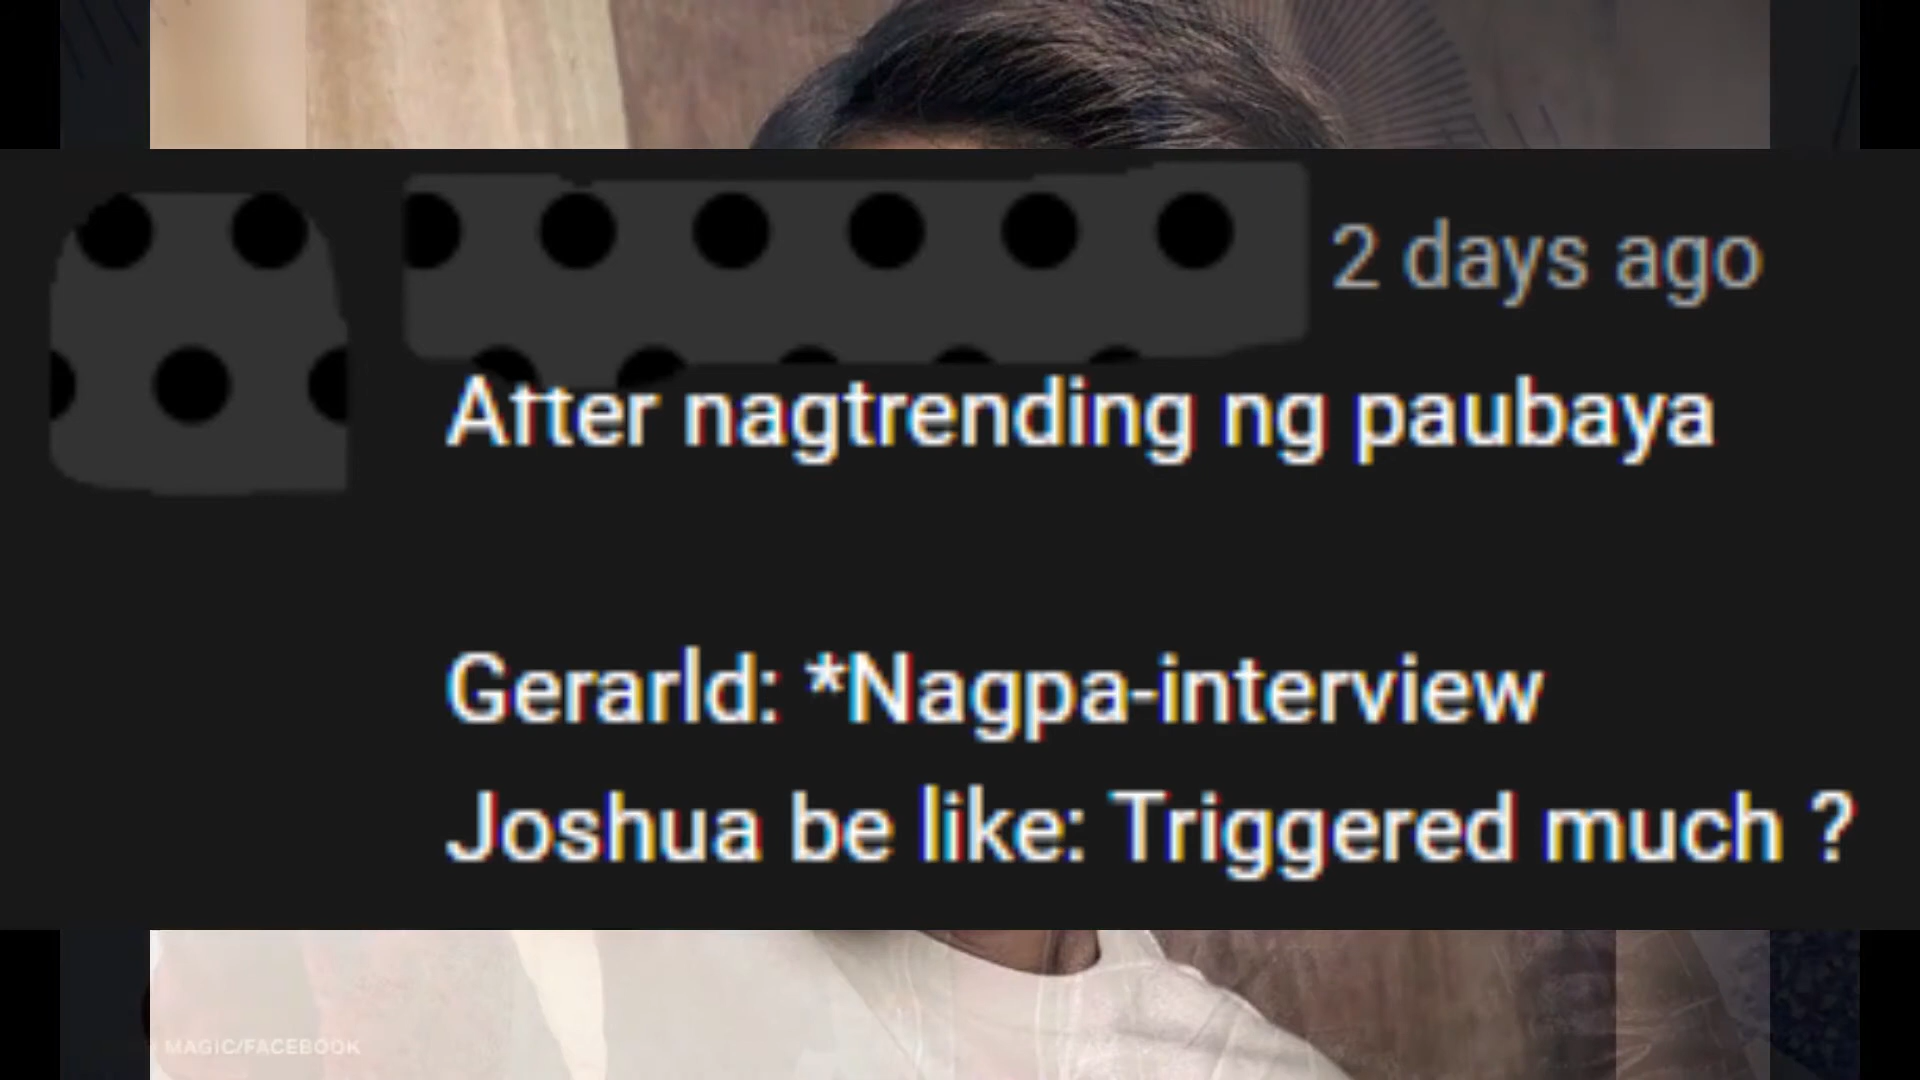 2 days ago
After nagtrending ng paubaya
Gerarld: *Nagpa-interview
Joshua be like: Triggered much ?
MAGIC/FACEBOOK